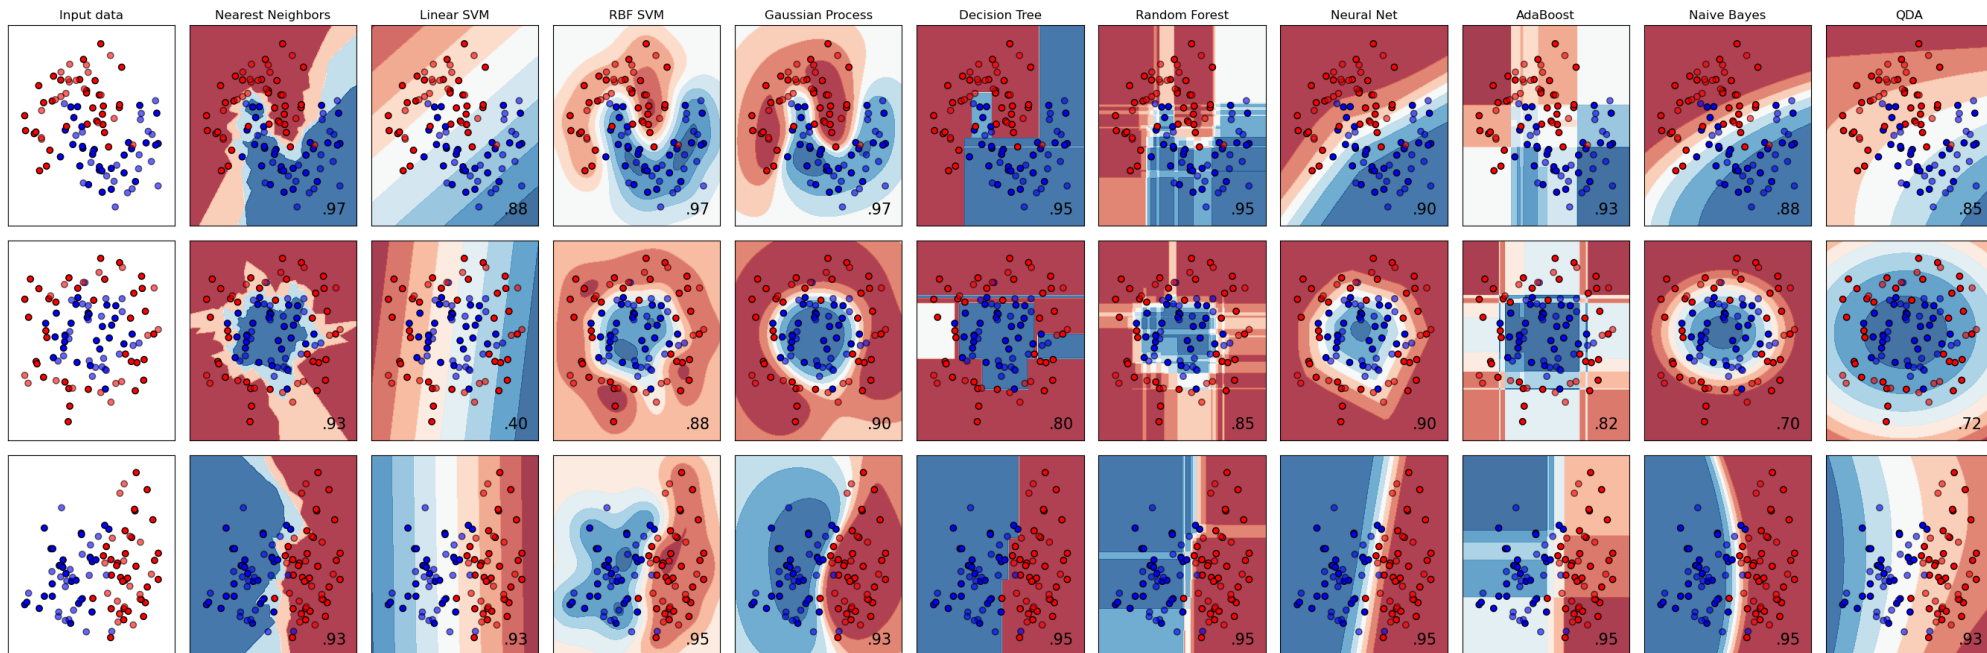 Input data Nearest Neighbors Linear SVM RBF SVM Gaussian Process Decision Tree Random Forest Neural Net AdaBoost Naive Bayes QDA
.97 .88 .97 .97 .95 .95 .90 .93 .88 .85
.93 .40 .88 .90 .80 .85 .90 .82 .70 .72
.93 .93 .95 .93 .95 .95 .95 .95 .95 .93